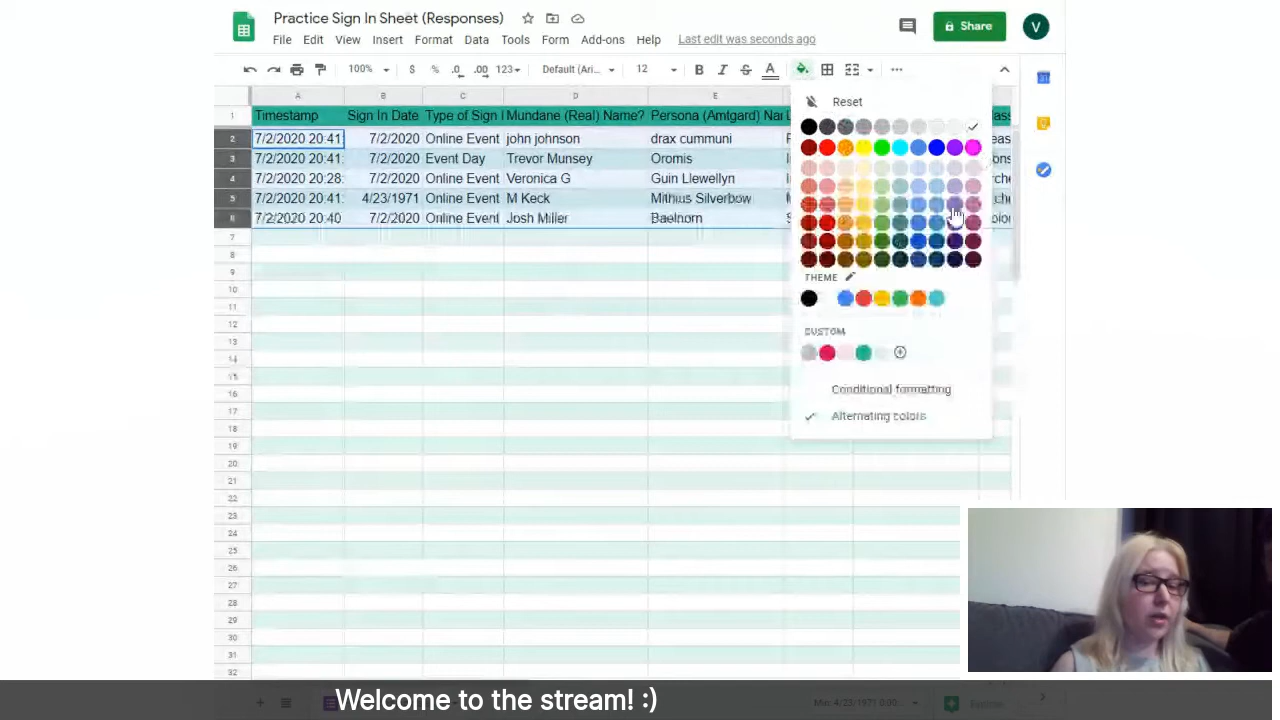 Practice Sign In Sheet (Responses)
File Edit View Insert Format Data Tools Form Add-ons Help Last edit was seconds ago
Share
V
100% $ % .0 .00 123 Default (Ari... 12 B I S A
A B C D E
1 Timestamp Sign In Date Type of Sign I Mundane (Real) Name? Persona (Amtgard) Nar
2 7/2/2020 20:41: 7/2/2020 Online Event john johnson drax cummuni
3 7/2/2020 20:41: 7/2/2020 Event Day Trevor Munsey Oromis
4 7/2/2020 20:28: 7/2/2020 Online Event Veronica G Guin Llewellyn
5 7/2/2020 20:41: 4/23/1971 Online Event M Keck Mithius Silverbow
6 7/2/2020 20:40 7/2/2020 Online Event Josh Miller Baelnorn
7
8
9
10
11
12
13
14
15
16
17
18
19
20
21
22
23
24
25
26
27
28
29
30
31
32
Reset
THEME
CUSTOM
Conditional formatting
Alternating colors
Welcome to the stream! :)